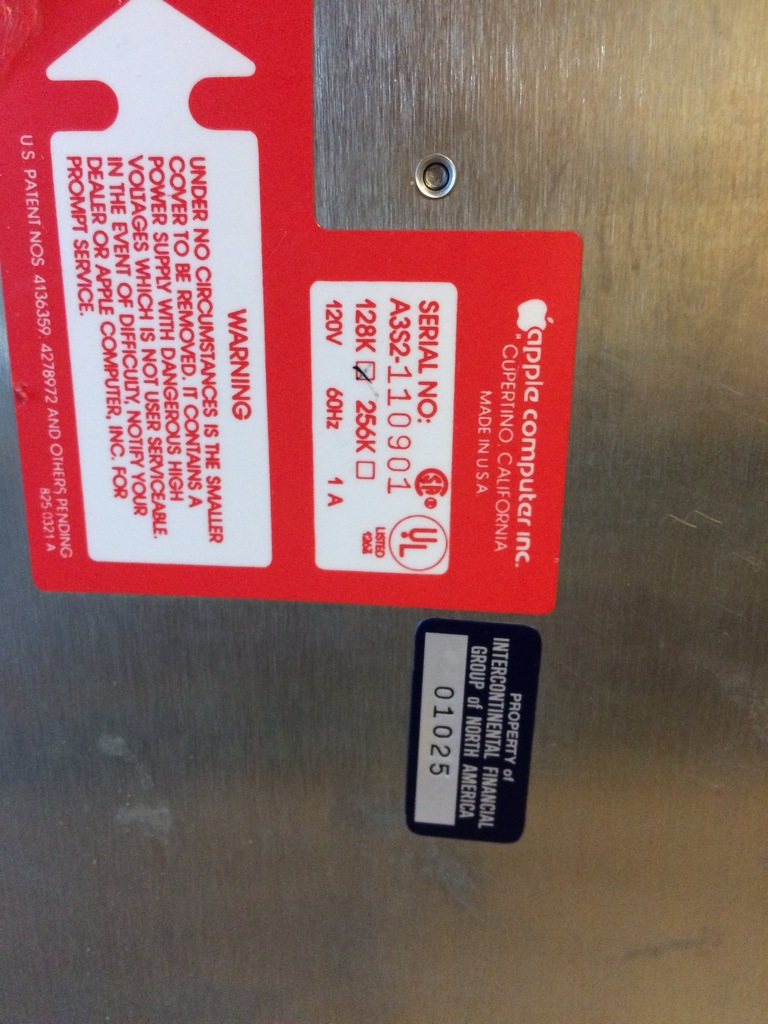 apple computer inc.
CUPERTINO, CALIFORNIA
MADE IN U.S.A
SERIAL NO:
A3S2-110901
128K 256K
120V 60Hz 1 A
UL
LISTED
WARNING
UNDER NO CIRCUMSTANCES IS THE SMALLER
COVER TO BE REMOVED. IT CONTAINS A
POWER SUPPLY WITH DANGEROUS HIGH
VOLTAGES WHICH IS NOT USER SERVICEABLE.
IN THE EVENT OF DIFFICULTY, NOTIFY YOUR
DEALER OR APPLE COMPUTER, INC. FOR
PROMPT SERVICE.
U.S. PATENT NOS. 4136359, 4278972 AND OTHERS PENDING
825 0321-A
PROPERTY of
INTERCONTINENTAL FINANCIAL
GROUP of NORTH AMERICA
01025